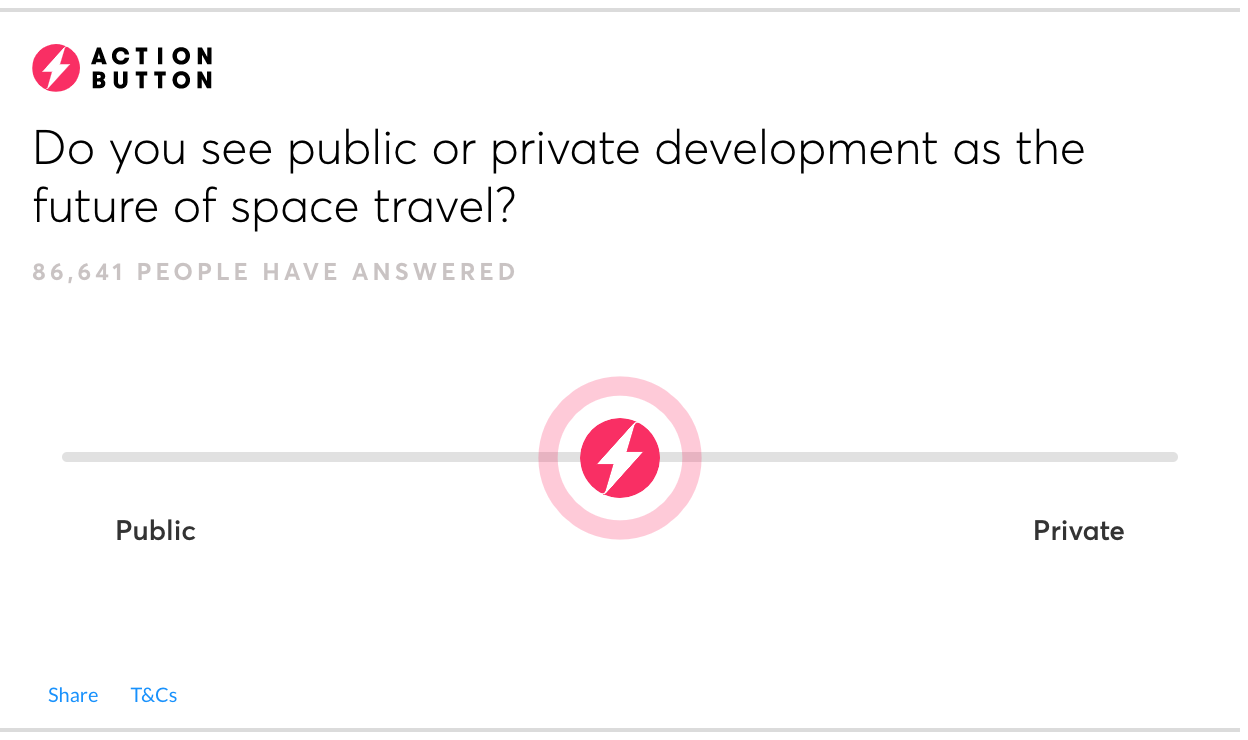 ACTION
BUTTON
Do you see public or private development as the
future of space travel?
86,641 PEOPLE HAVE ANSWERED
Public
Private
Share
T&Cs